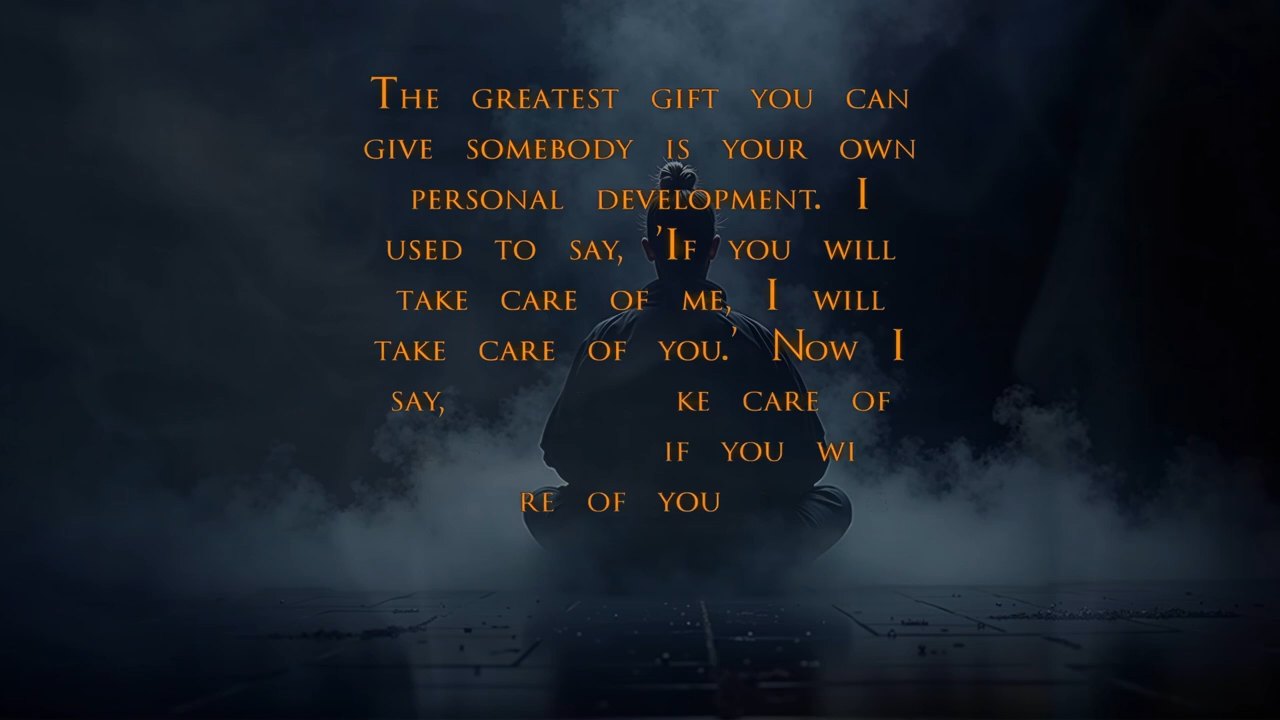 The greatest gift you can
give somebody is your own
personal development. I
used to say, 'If you will
take care of me, I will
take care of you.' Now I
say, ke care of
if you wi
re of you